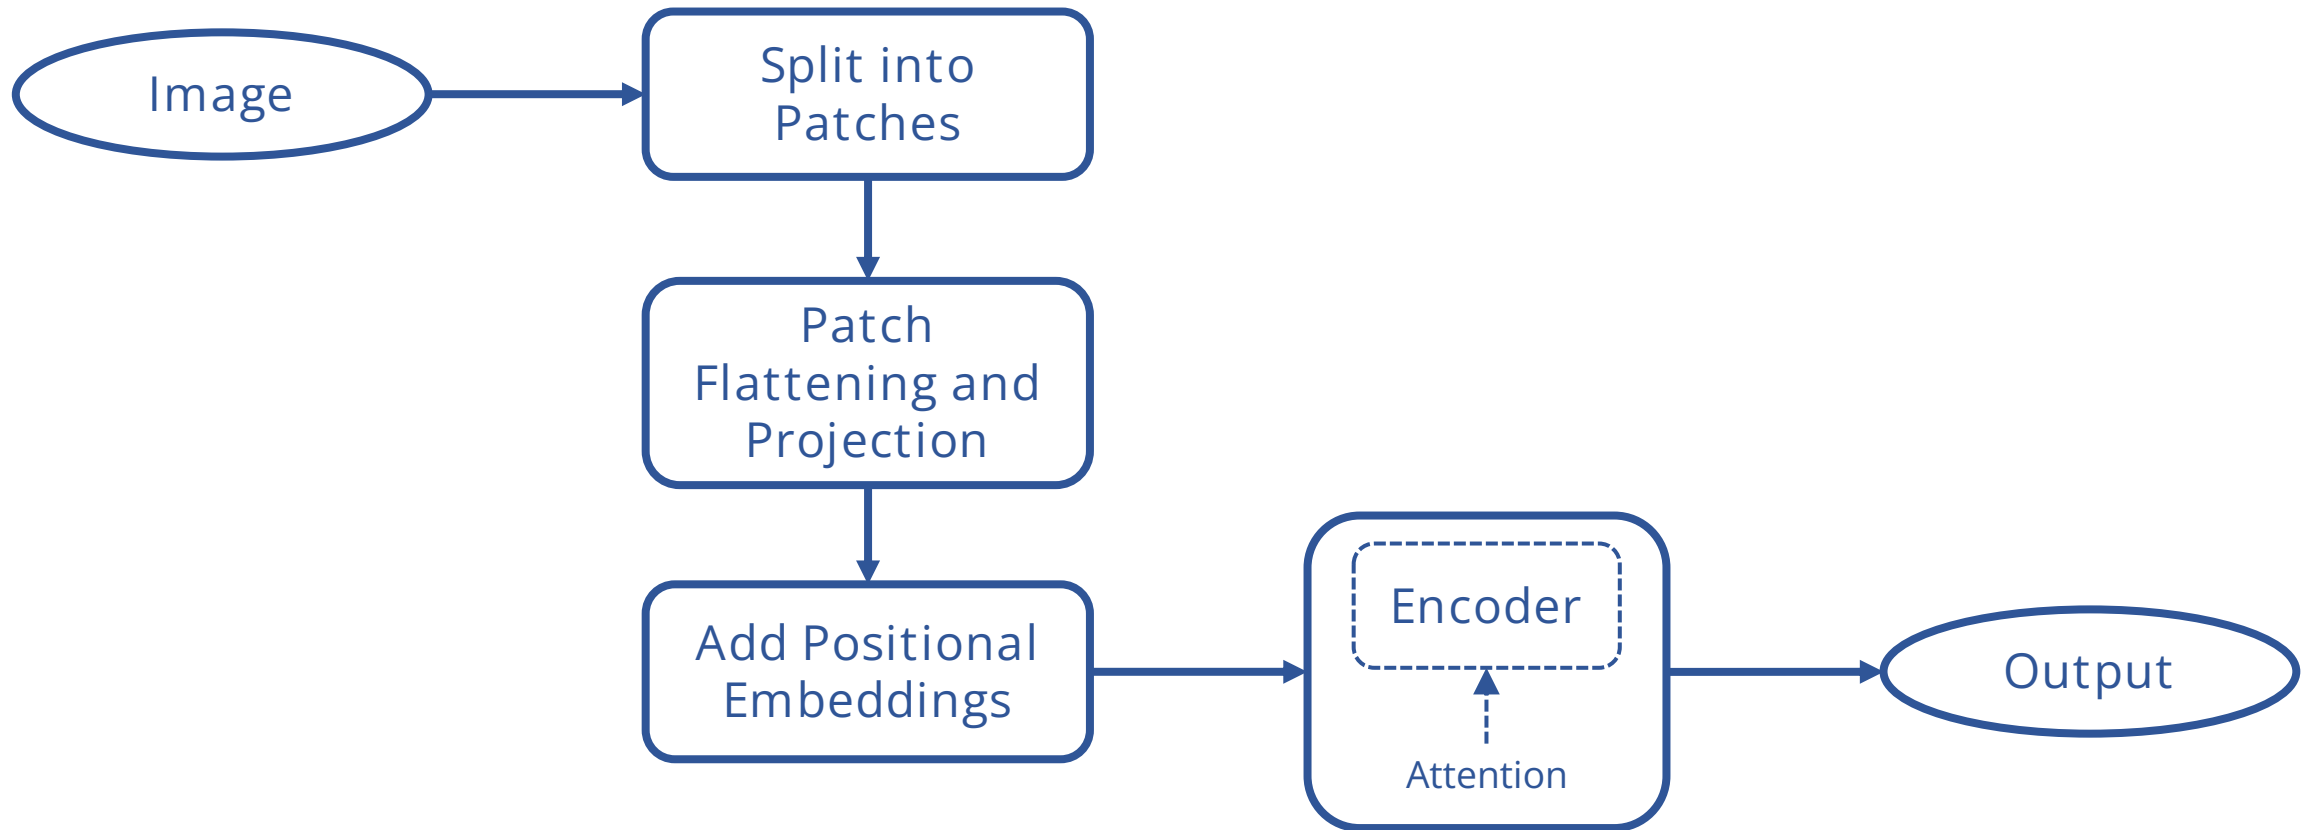 Image
Split into
Patches
Patch
Flattening and
Projection
Add Positional
Embeddings
Encoder
Attention
Output